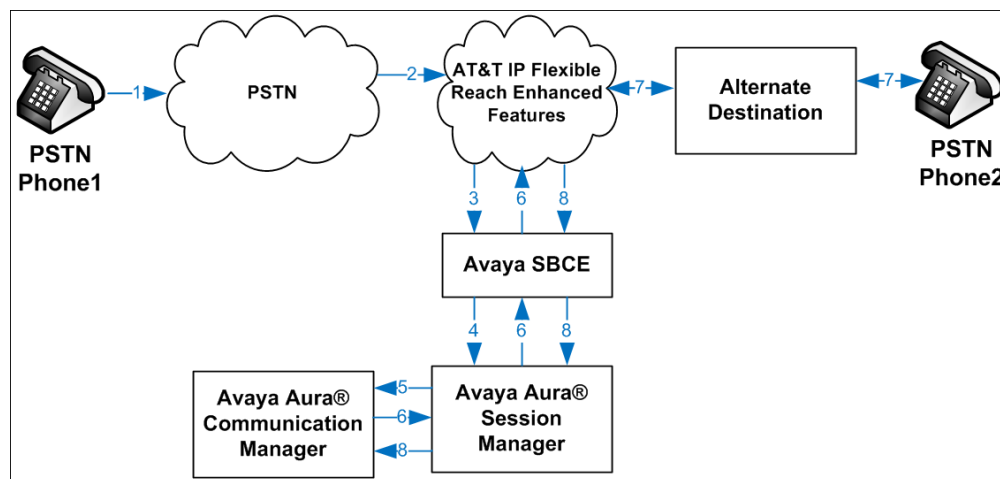 PSTN
Phone1
1
PSTN
2
AT&T IP Flexible
Reach Enhanced
Features
7
Alternate
Destination
7
PSTN
Phone2
3
6
8
Avaya SBCE
4
6
8
Avaya Aura®
Communication
Manager
5
6
8
Avaya Aura®
Session
Manager